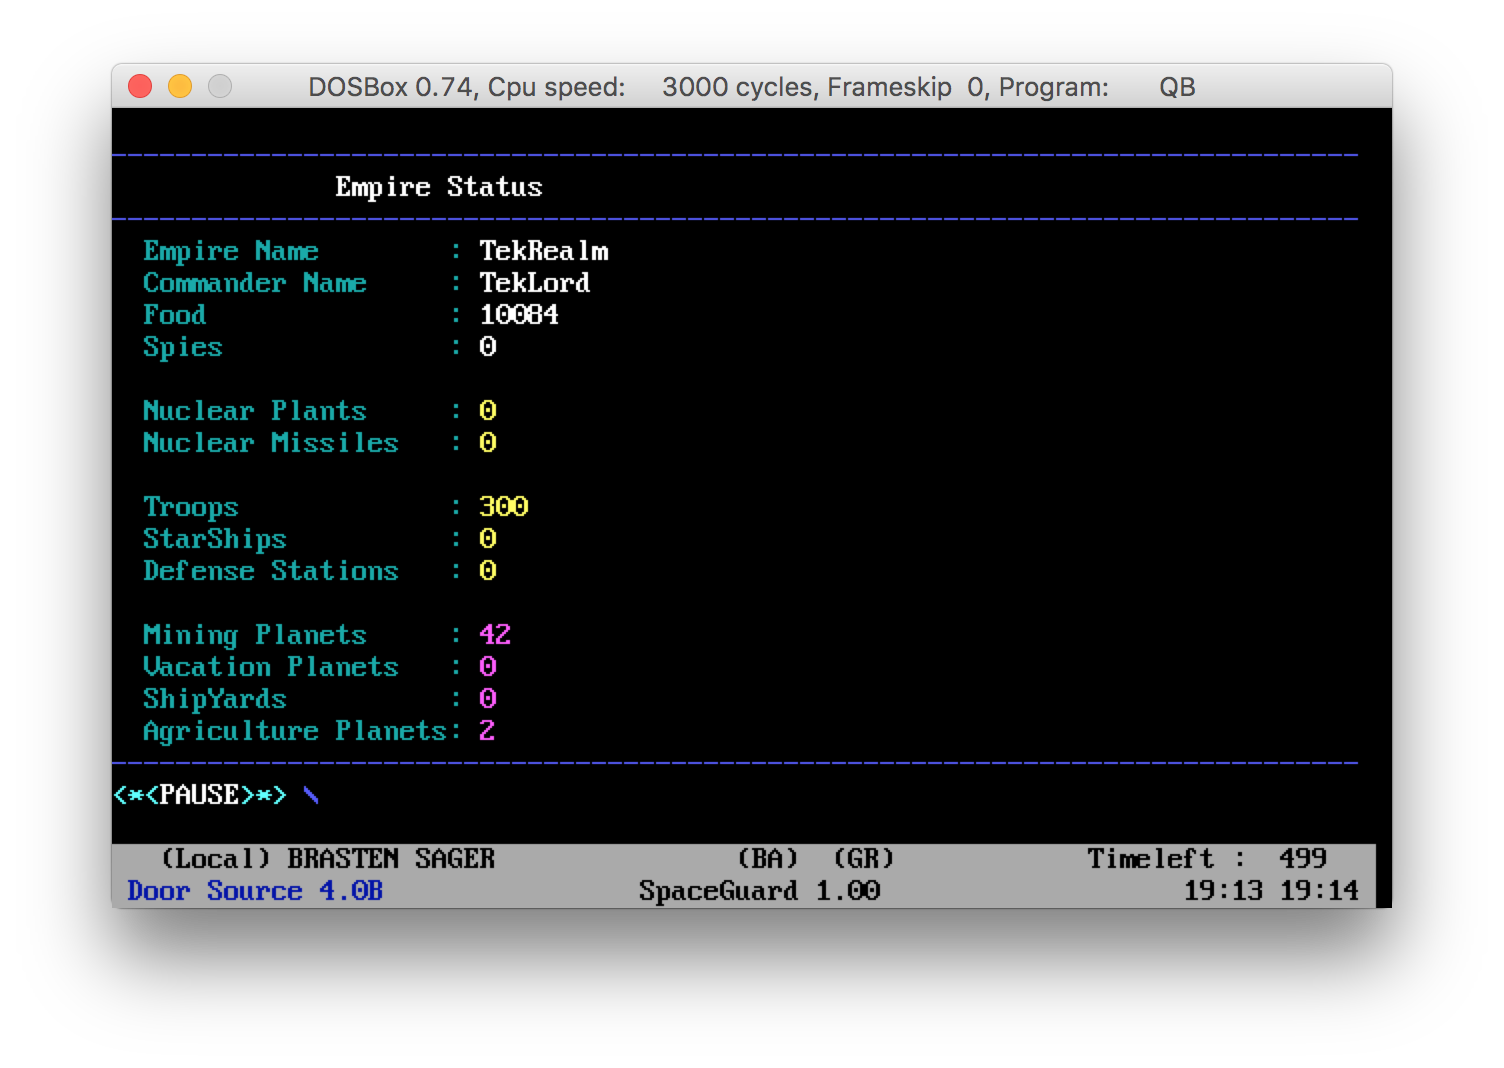 DOSBox 0.74, Cpu speed: 3000 cycles, Frameskip 0, Program: QB
Empire Status
Empire Name : TekRealm
Commander Name : TekLord
Food : 10084
Spies : 0
Nuclear Plants : 0
Nuclear Missiles : 0
Troops : 300
StarShips : 0
Defense Stations : 0
Mining Planets : 42
Vacation Planets : 0
ShipYards : 0
Agriculture Planets: 2
<*<PAUSE>*> \
(Local) BRASTEN SAGER (BA) (GR) Timeleft : 499
Door Source 4.0B SpaceGuard 1.00 19:13 19:14